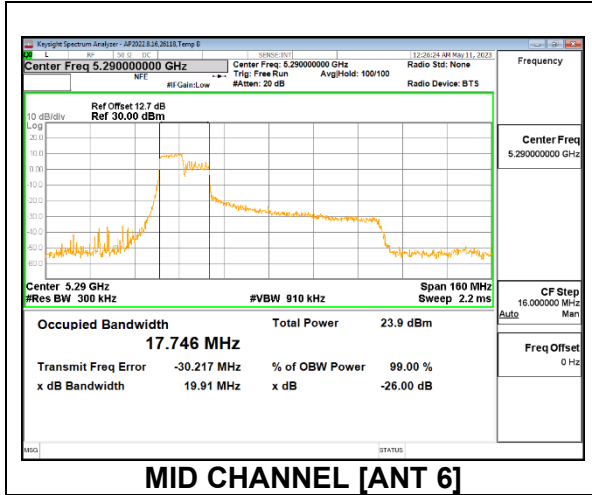 Keysight Spectrum Analyzer - AP2022.8.16,26118,Temp B
L RF 50 Ω DC SENSE:INT 12:26:24 AM May 11, 2023
Center Freq 5.290000000 GHz
NFE
#IFGain:Low
Center Freq: 5.290000000 GHz
Trig: Free Run Avg|Hold: 100/100
#Atten: 20 dB
Radio Std: None
Radio Device: BTS
Frequency
Ref Offset 12.7 dB
10 dB/div Ref 30.00 dBm
Log
20.0
10.0
0.00
-10.0
-20.0
-30.0
-40.0
-50.0
-60.0
Center Freq
5.290000000 GHz
Center 5.29 GHz Span 160 MHz
#Res BW 300 kHz #VBW 910 kHz Sweep 2.2 ms
CF Step
16.000000 MHz
Auto Man
Occupied Bandwidth Total Power 23.9 dBm
17.746 MHz
Transmit Freq Error -30.217 MHz % of OBW Power 99.00 %
x dB Bandwidth 19.91 MHz x dB -26.00 dB
Freq Offset
0 Hz
MSG STATUS
MID CHANNEL [ANT 6]